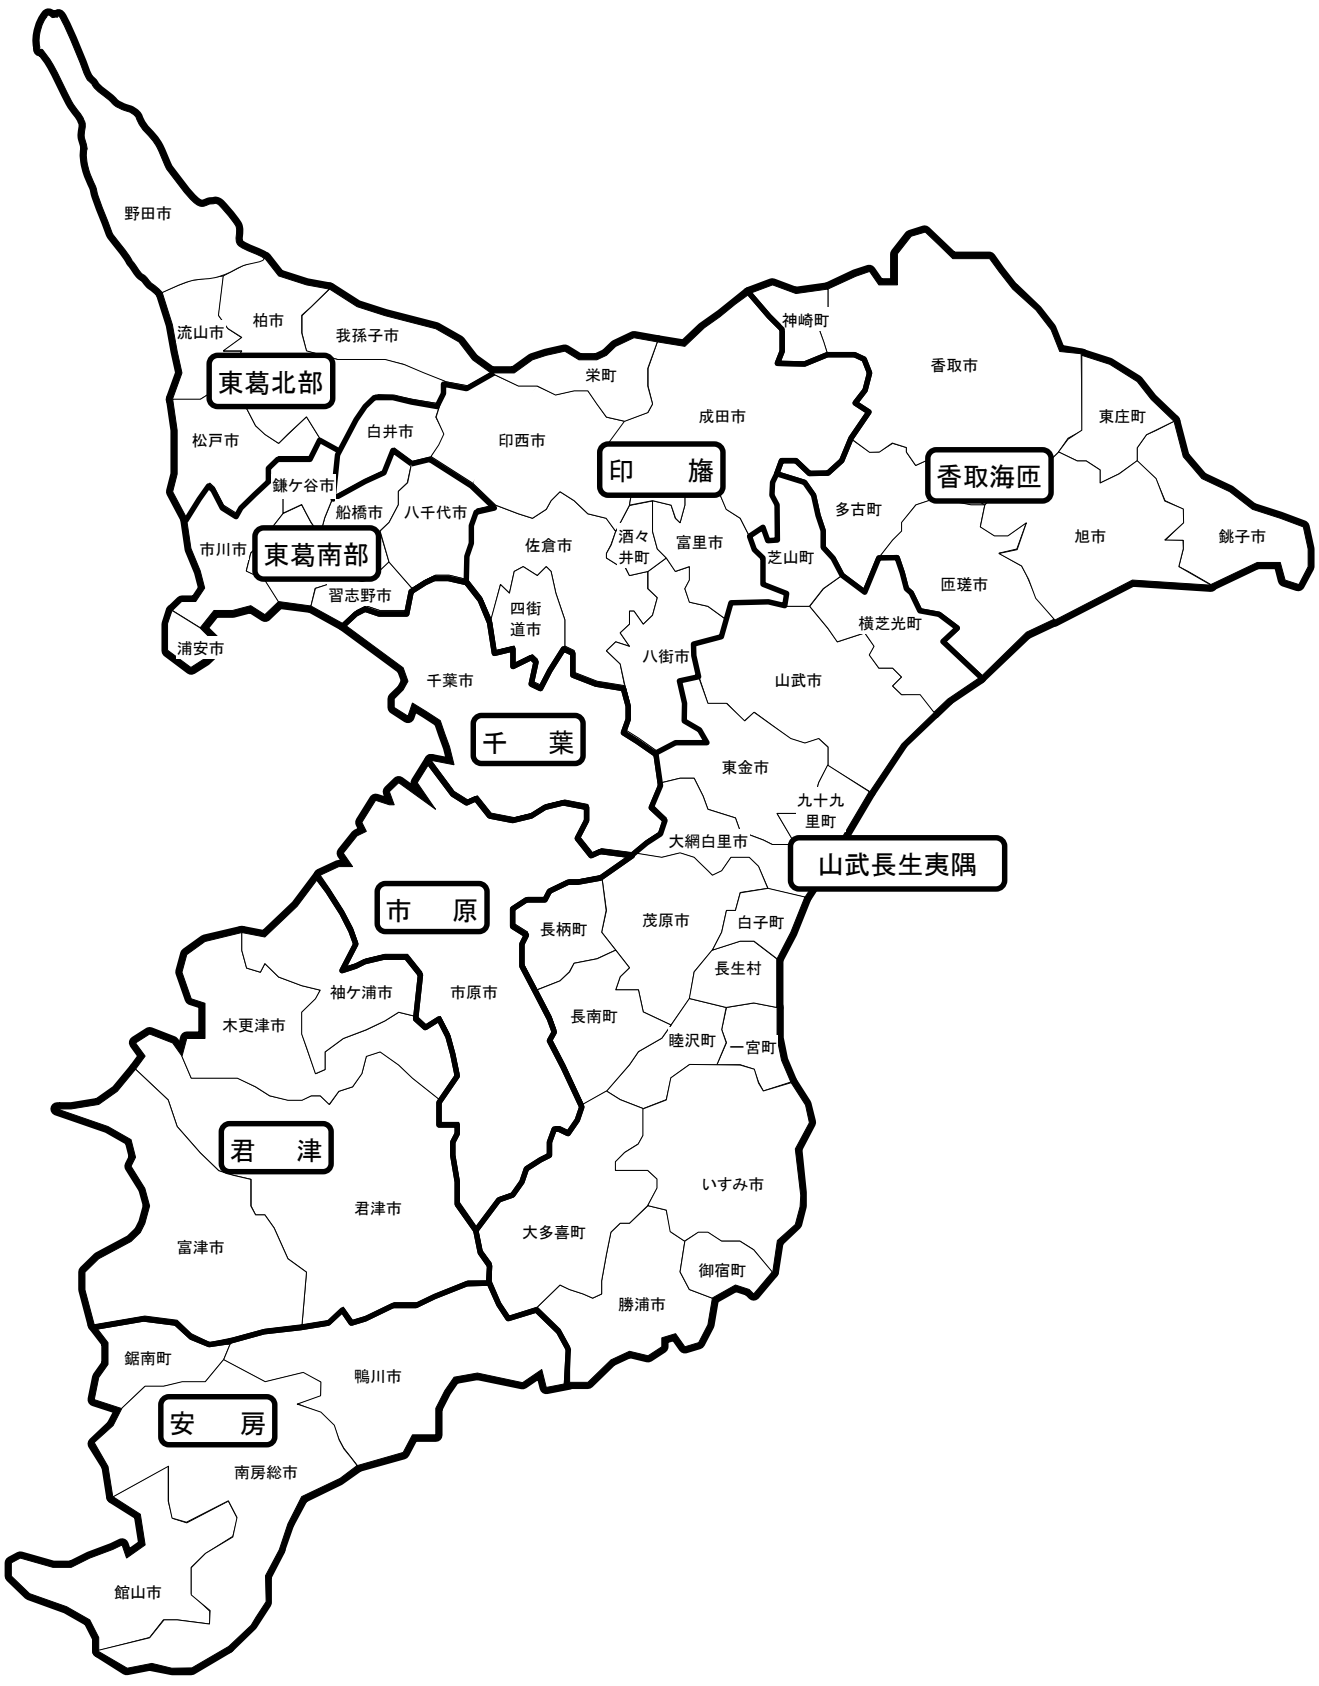 野田市
流山市
柏市
我孫子市
東葛北部
松戸市
白井市
印西市
栄町
成田市
神崎町
香取市
東庄町
印　　旛
香取海匝
鎌ケ谷市
船橋市
八千代市
市川市
東葛南部
習志野市
浦安市
佐倉市
酒々
井町
富里市
芝山町
多古町
旭市
銚子市
匝瑳市
四街
道市
八街市
横芝光町
山武市
千葉市
千　　葉
東金市
九十九
里町
大網白里市
山武長生夷隅
市　　原
長柄町
茂原市
白子町
長生村
袖ケ浦市
市原市
木更津市
長南町
睦沢町
一宮町
君　　津
君津市
富津市
いすみ市
大多喜町
御宿町
勝浦市
鋸南町
鴨川市
安　　房
南房総市
館山市